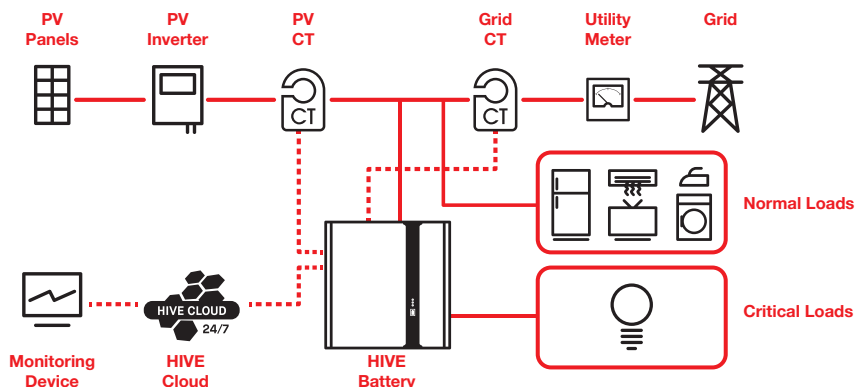 PV
Panels
PV
Inverter
PV
CT
Grid
CT
Utility
Meter
Grid
CT
CT
Normal Loads
HIVE CLOUD
24/7
Critical Loads
Monitoring
Device
HIVE
Cloud
HIVE
Battery